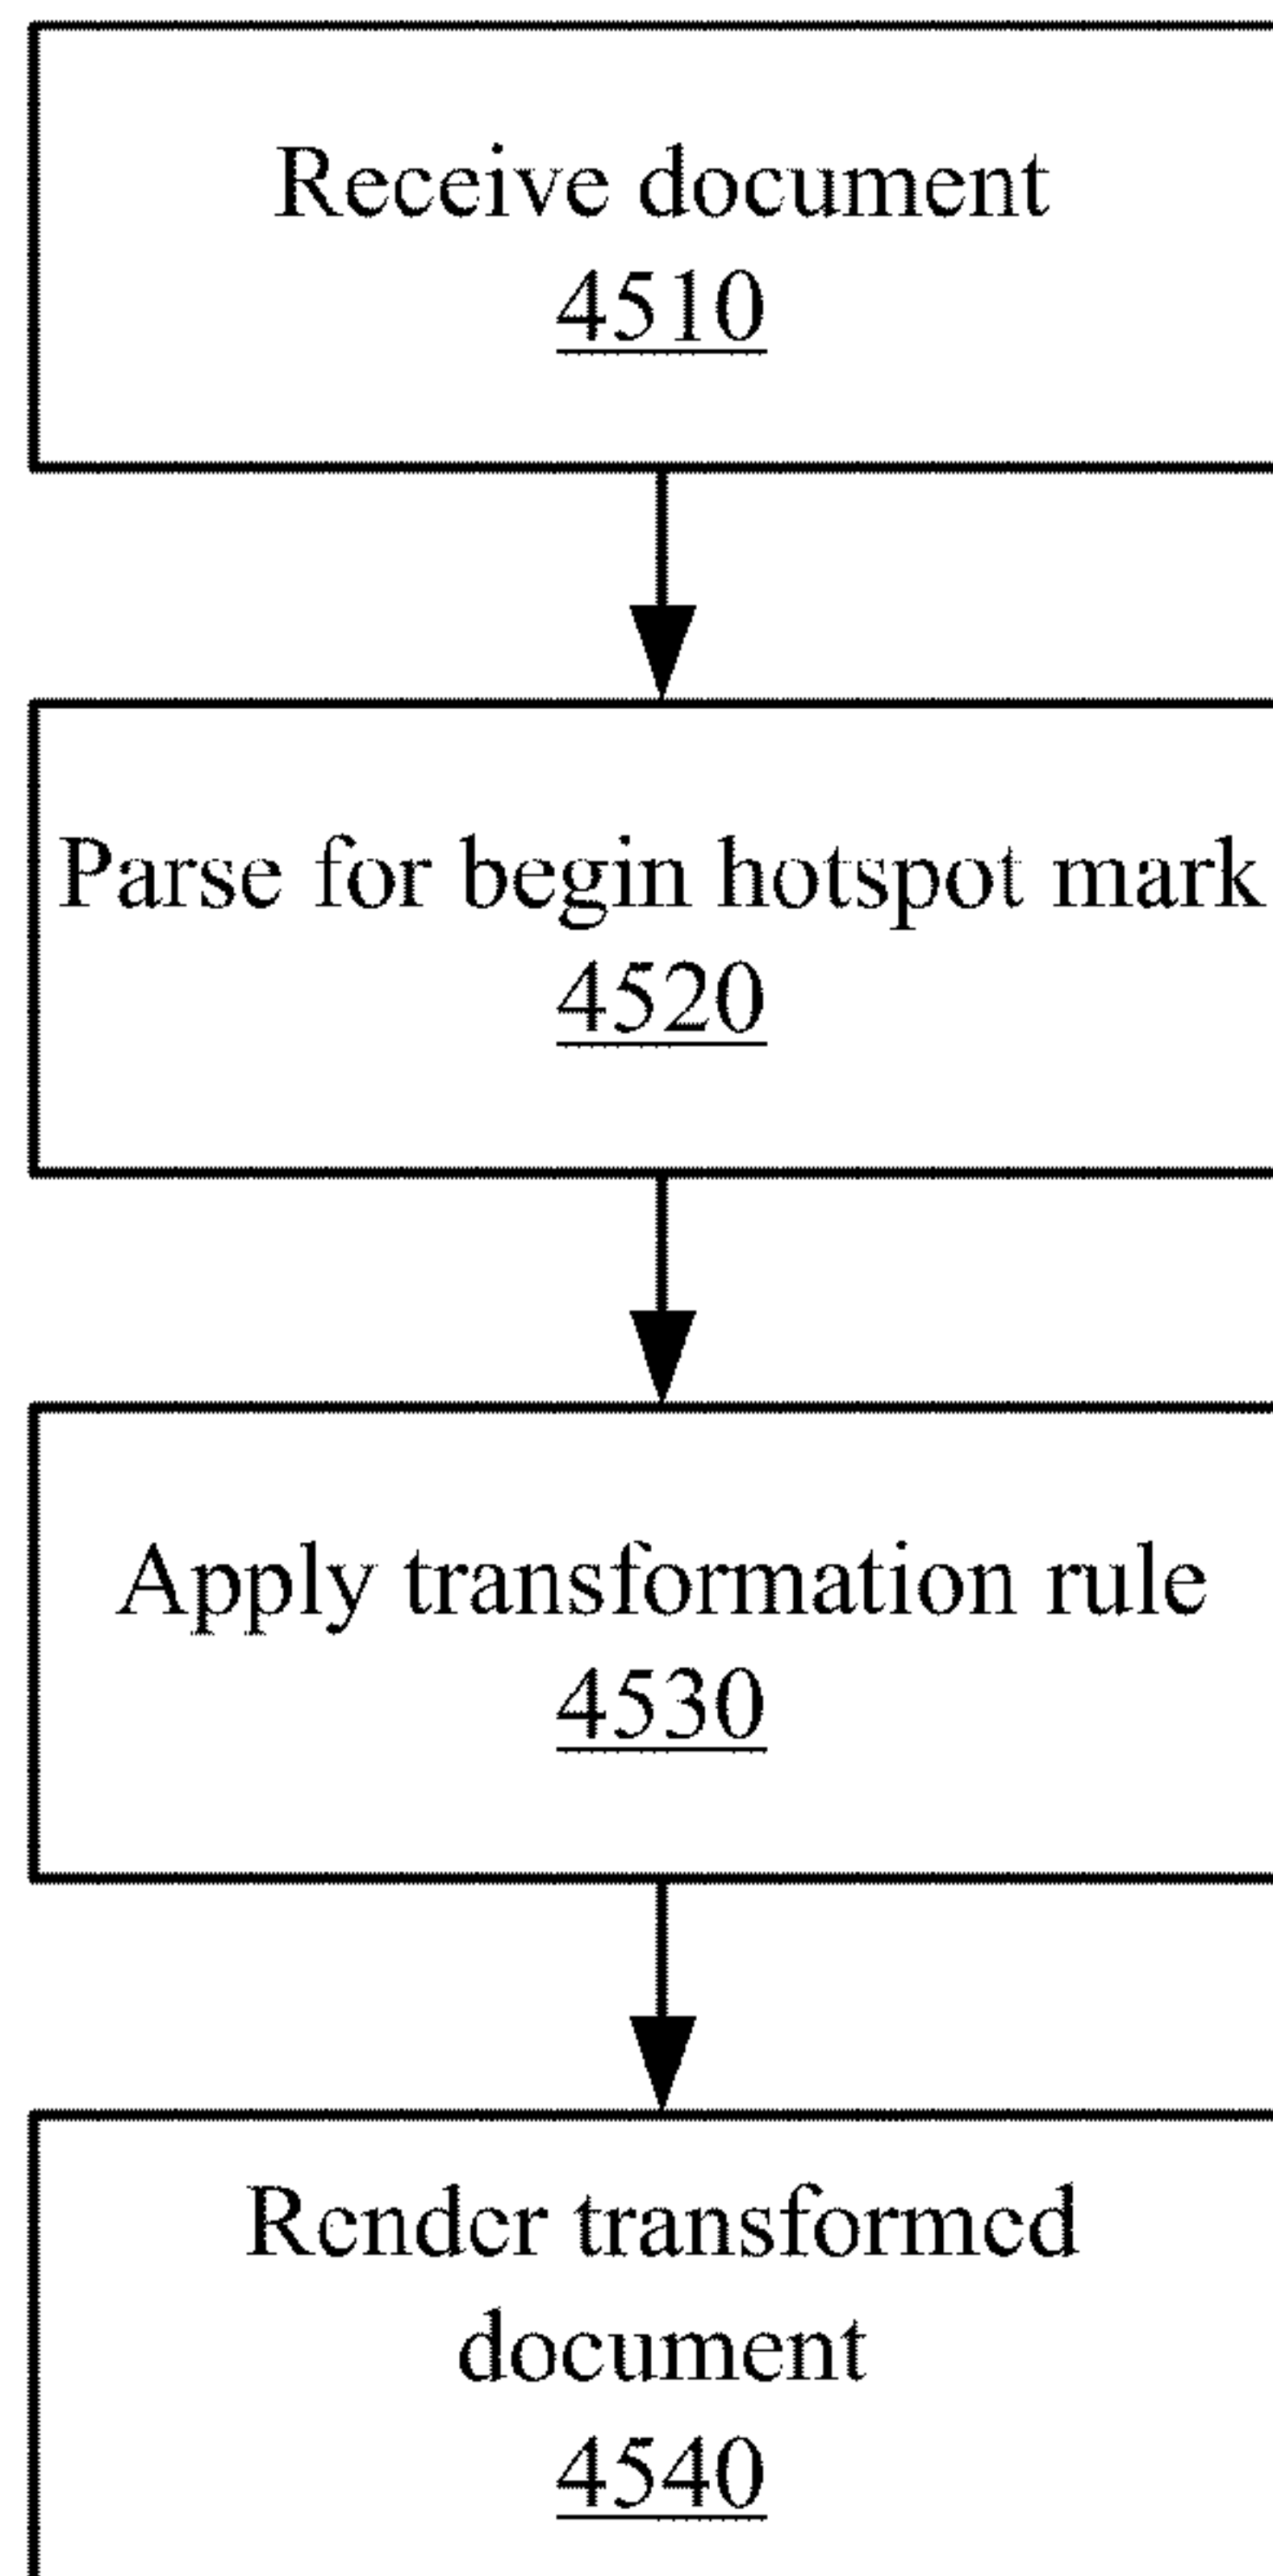 Receive document
4510
Parse for begin hotspot mark
4520
Apply transformation rule
4530
Render transformed
document
4540